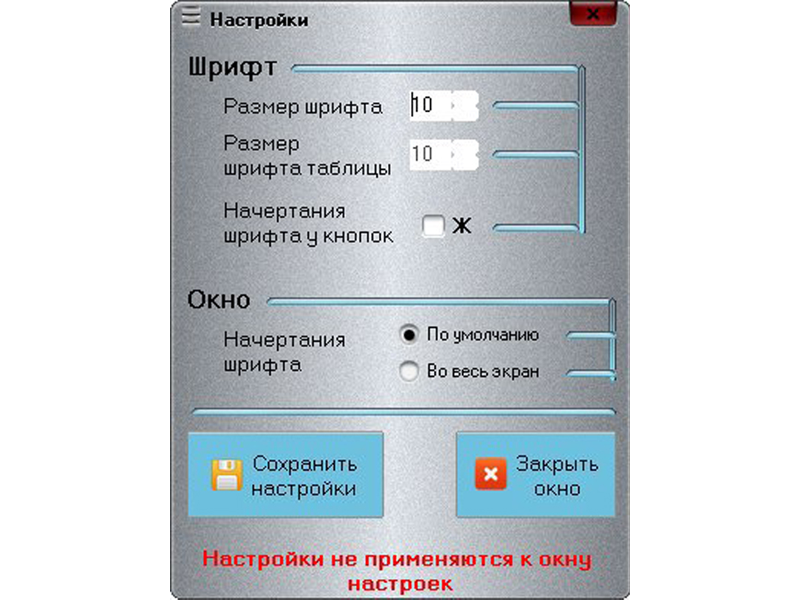 Настройки
Шрифт
Размер шрифта
10
Размер
шрифта таблицы
10
Начертания
шрифта у кнопок
Ж
Окно
Начертания
шрифта
По умолчанию
Во весь экран
Сохранить
настройки
Закрыть
окно
Настройки не применяются к окну
настроек